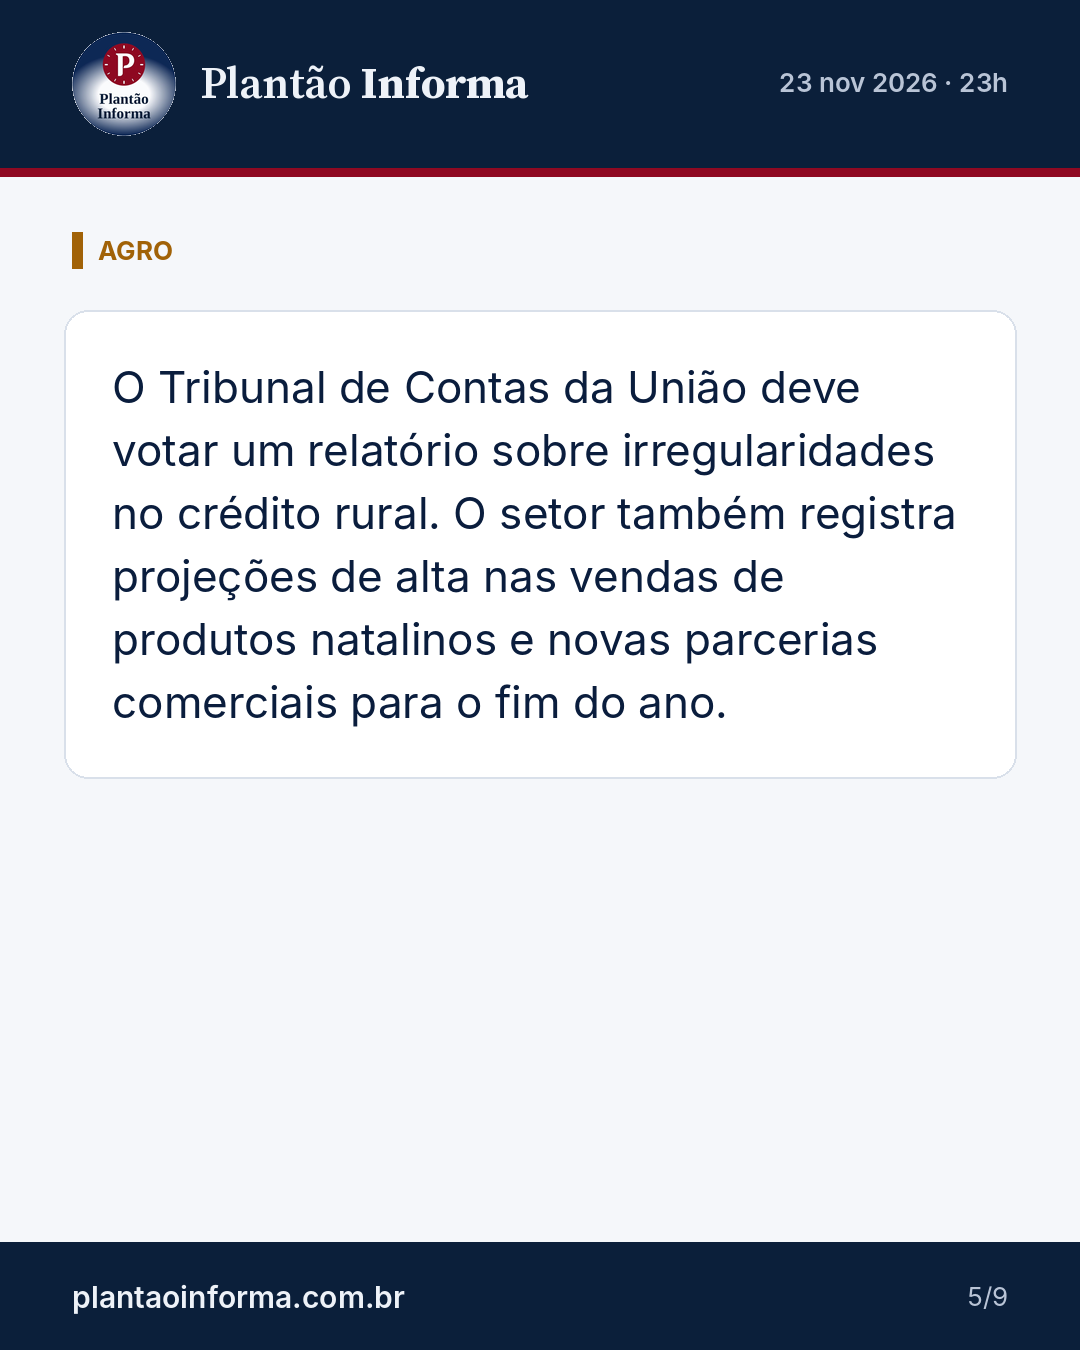 P
Plantão
Informa
Plantão Informa
23 nov 2026 · 23h
AGRO
O Tribunal de Contas da União deve
votar um relatório sobre irregularidades
no crédito rural. O setor também registra
projeções de alta nas vendas de
produtos natalinos e novas parcerias
comerciais para o fim do ano.
plantaoinforma.com.br
5/9